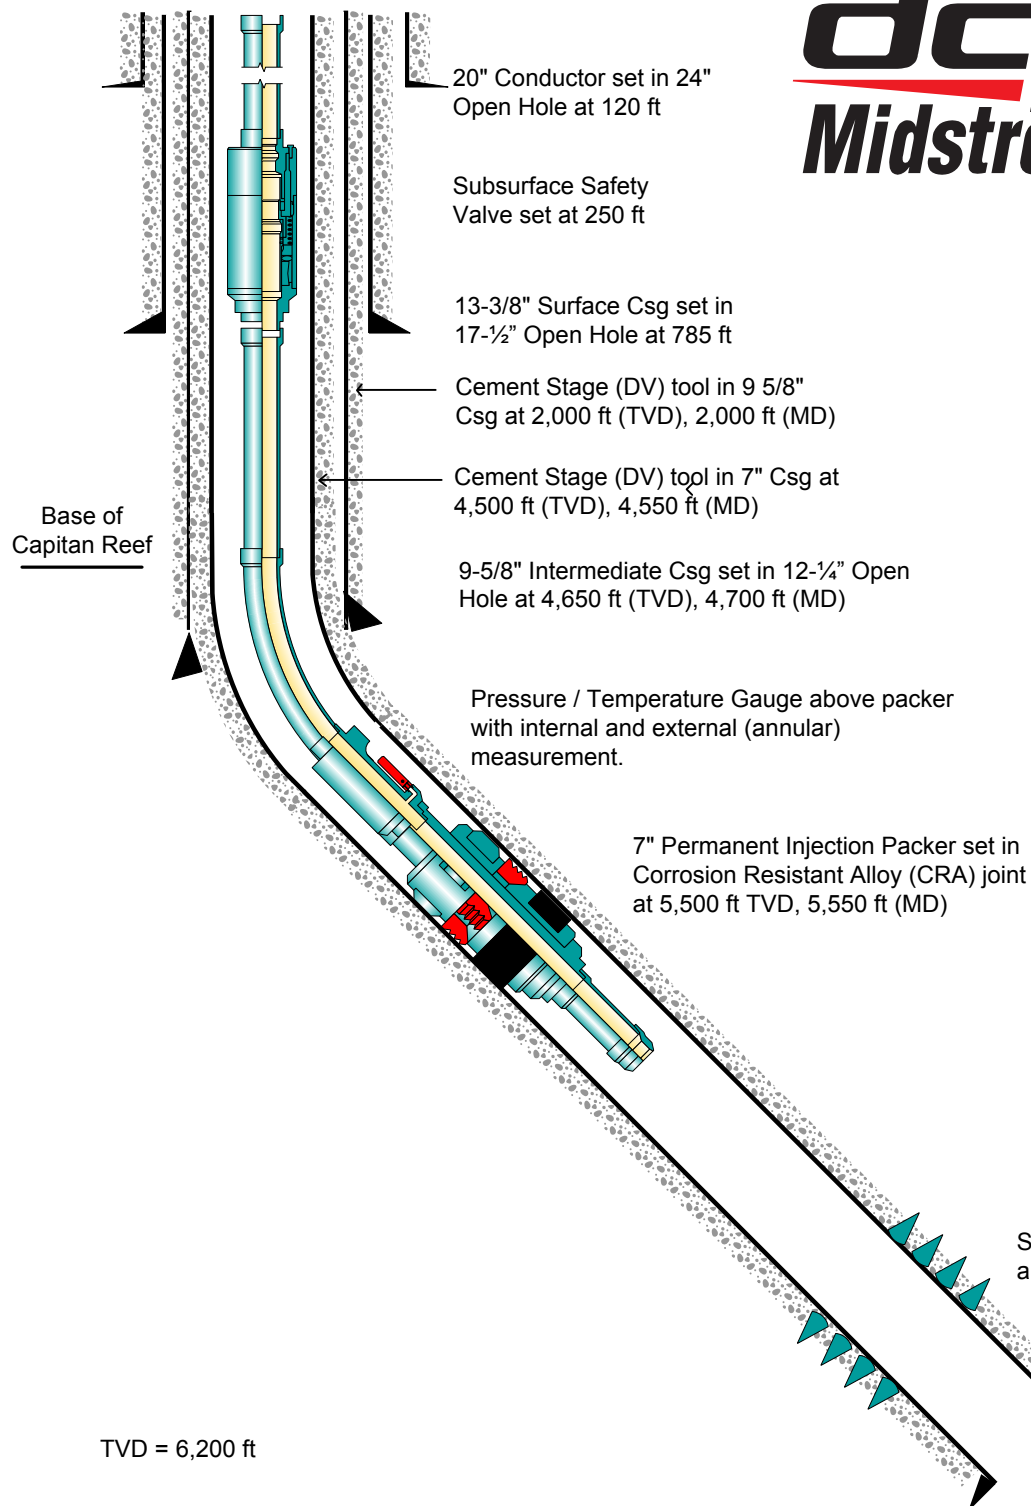 dc
Midstr
20" Conductor set in 24"
Open Hole at 120 ft
Subsurface Safety
Valve set at 250 ft
13-3/8" Surface Csg set in
17-½” Open Hole at 785 ft
Cement Stage (DV) tool in 9 5/8"
Csg at 2,000 ft (TVD), 2,000 ft (MD)
Cement Stage (DV) tool in 7" Csg at
4,500 ft (TVD), 4,550 ft (MD)
Base of
Capitan Reef
9-5/8" Intermediate Csg set in 12-¼” Open
Hole at 4,650 ft (TVD), 4,700 ft (MD)
Pressure / Temperature Gauge above packer
with internal and external (annular)
measurement.
7" Permanent Injection Packer set in
Corrosion Resistant Alloy (CRA) joint
at 5,500 ft TVD, 5,550 ft (MD)
S
a
TVD = 6,200 ft